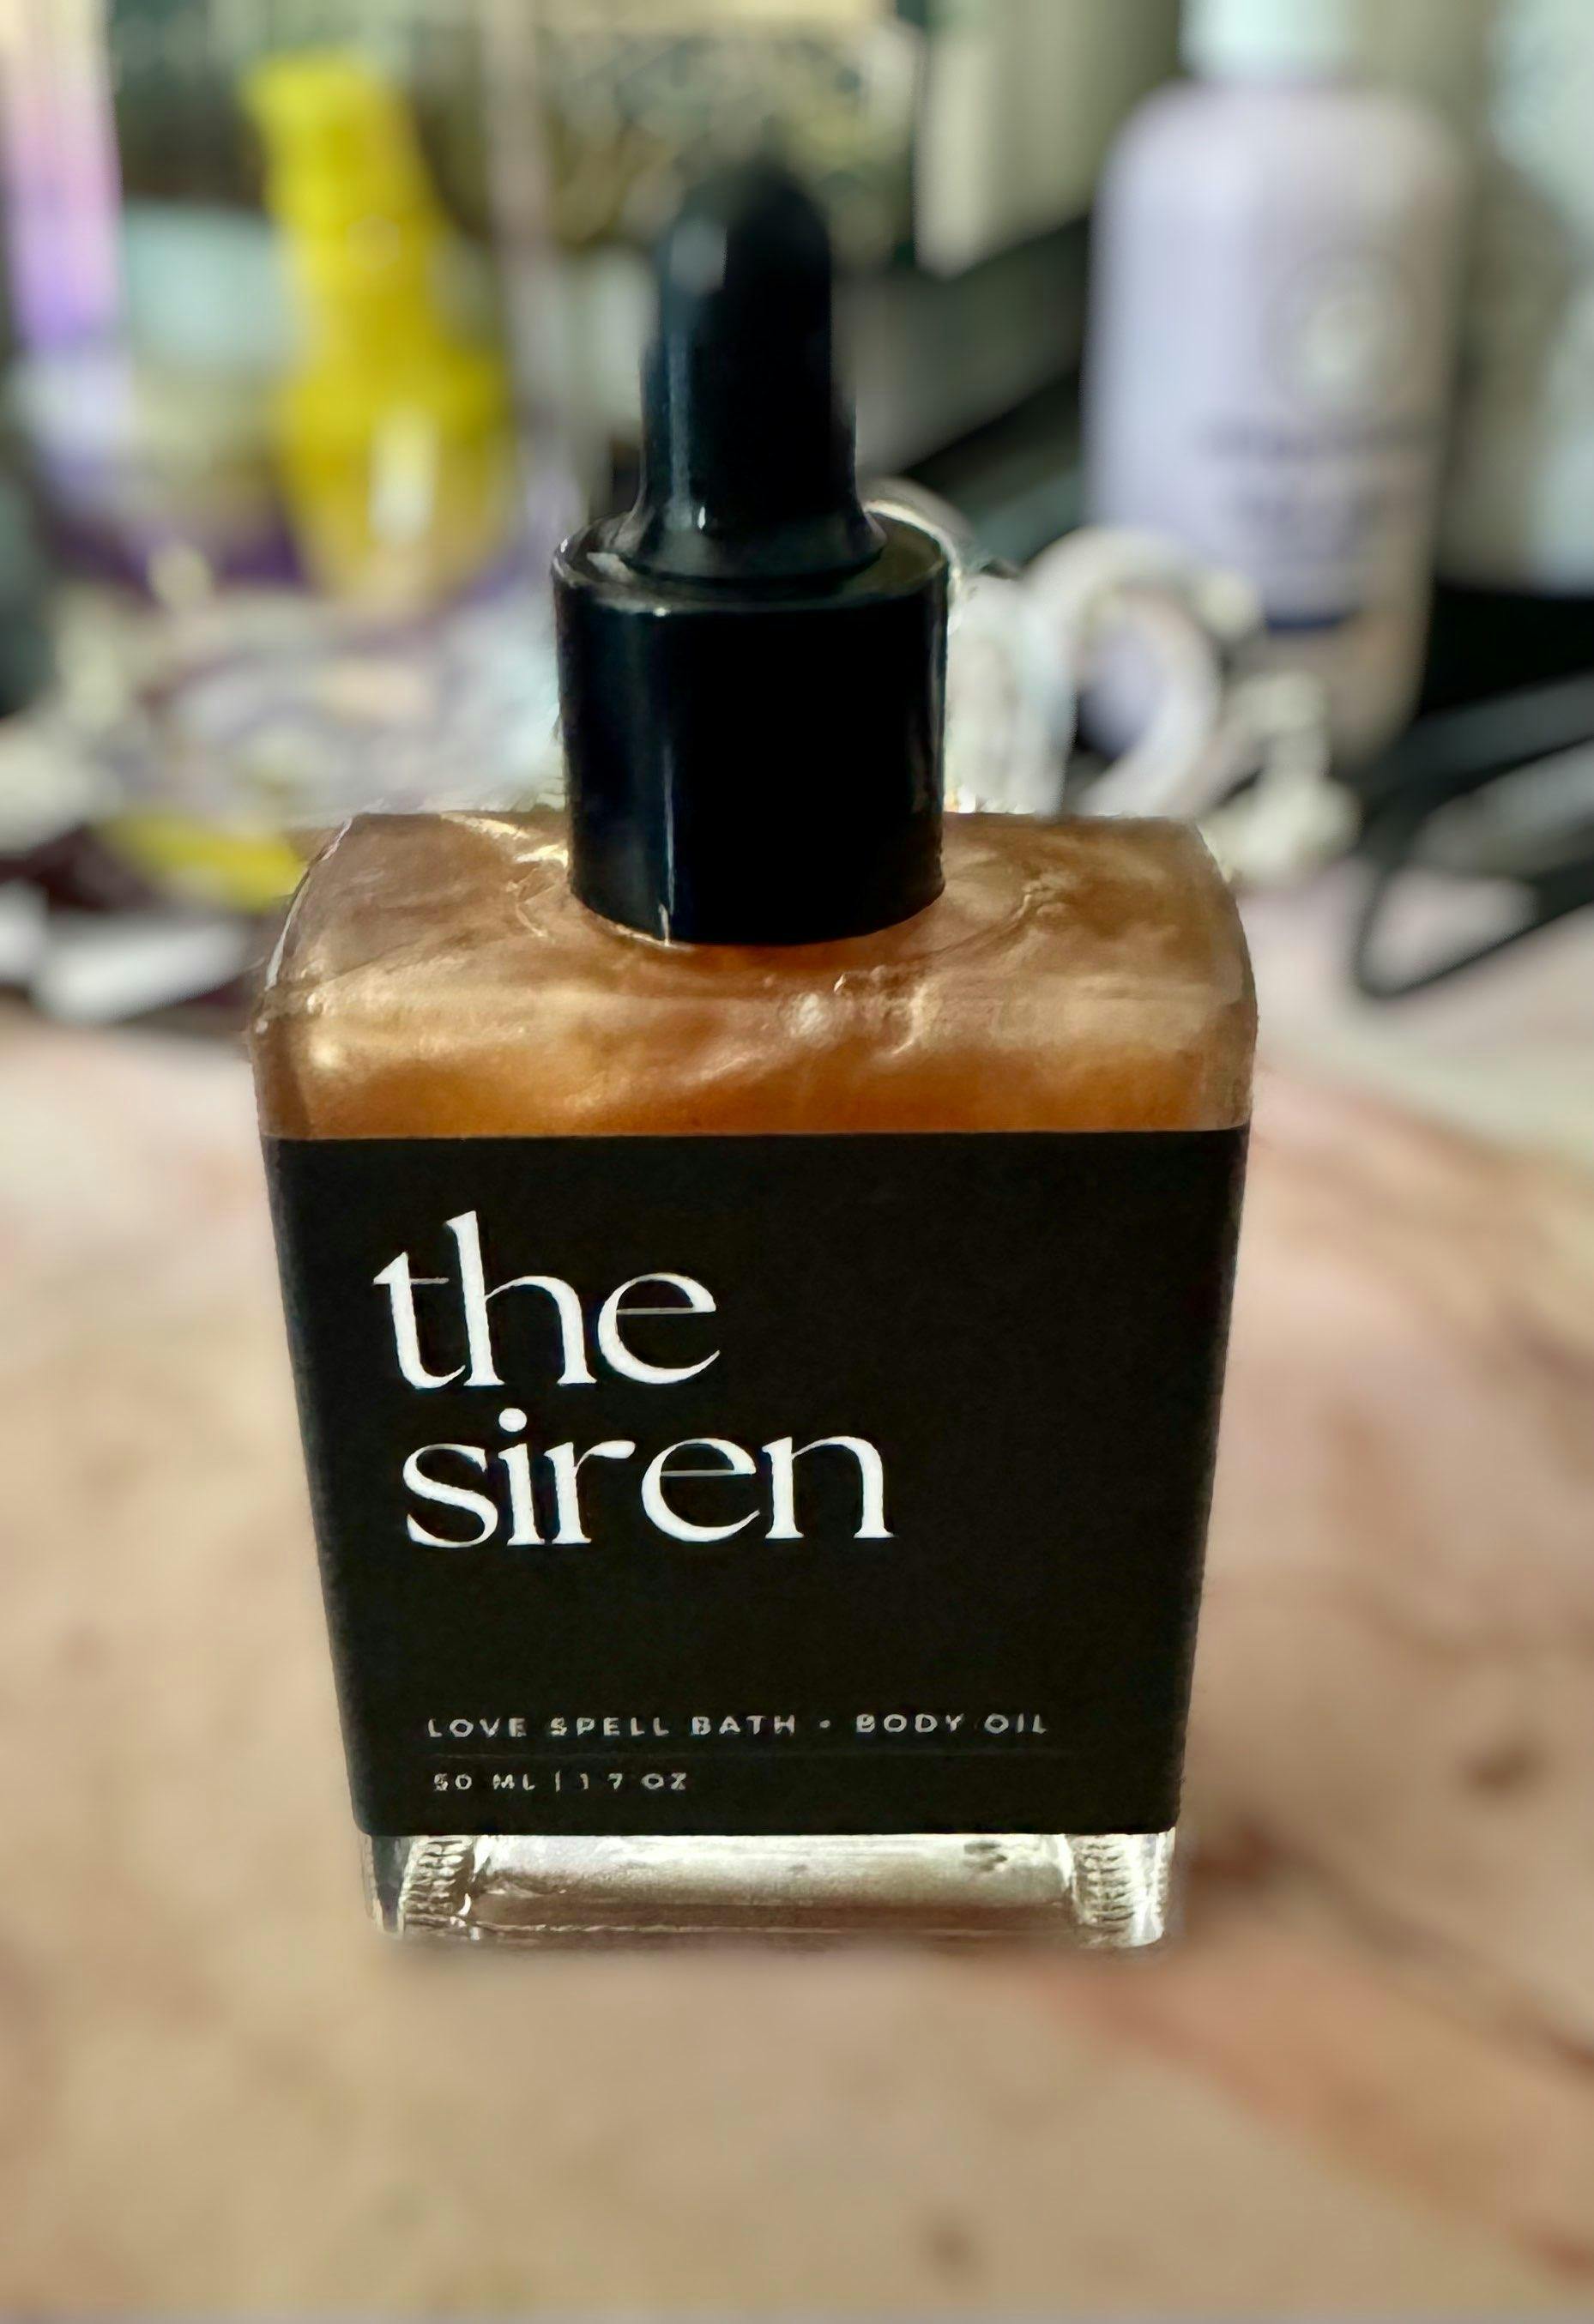 the
siren
LOVE SPELL BATH • BODY OIL
50 ML | 1.7 OZ